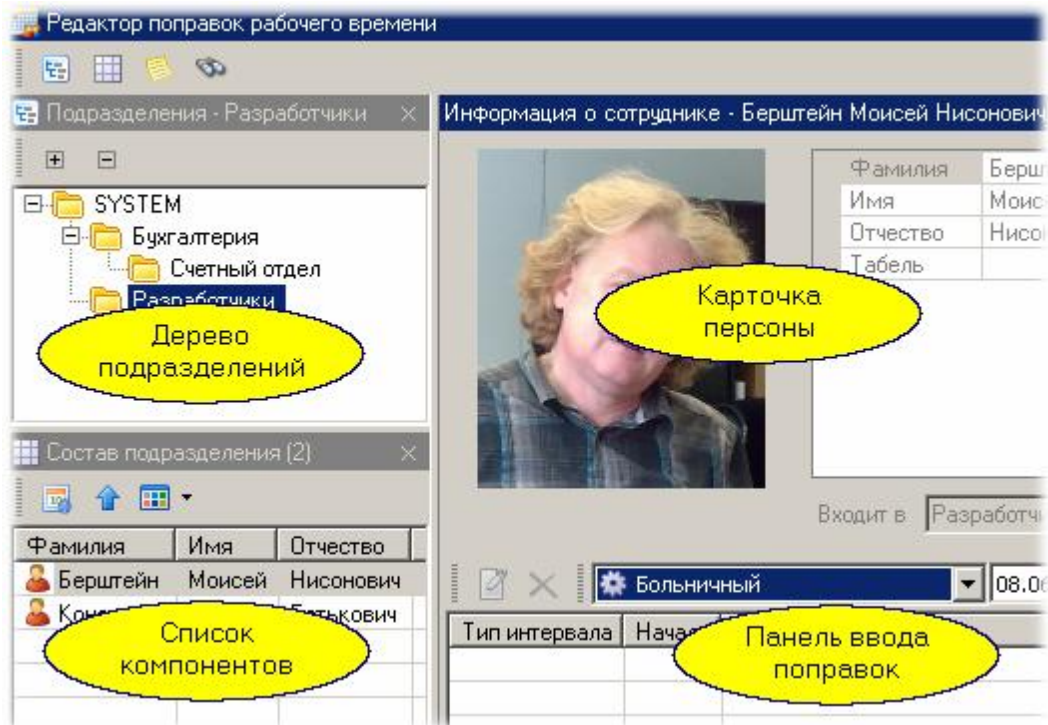 Редактор поправок рабочего времени
Подразделения - Разработчики
SYSTEM
Бухгалтерия
Счетный отдел
Разработчики
Дерево
подразделений
Состав подразделения (2)
Фамилия Имя Отчество
Берштейн Моисей Нисонович
Список
компонентов
Информация о сотруднике - Берштейн Моисей Нисонович
Фамилия
Имя
Отчество
Табель
Карточка
персоны
Входит в
Больничный
Тип интервала
Панель ввода
поправок